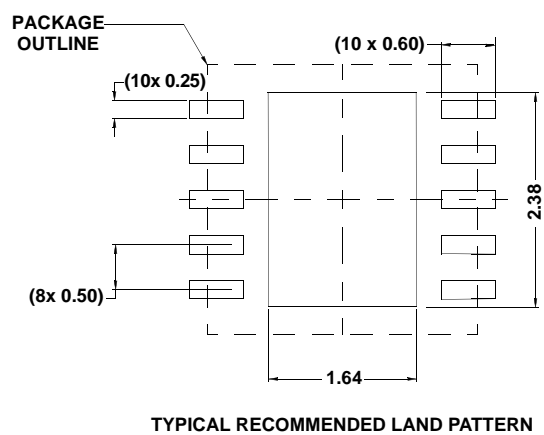 PACKAGE
OUTLINE
(10 x 0.60)
(10x 0.25)
2.38
(8x 0.50)
1.64
TYPICAL RECOMMENDED LAND PATTERN